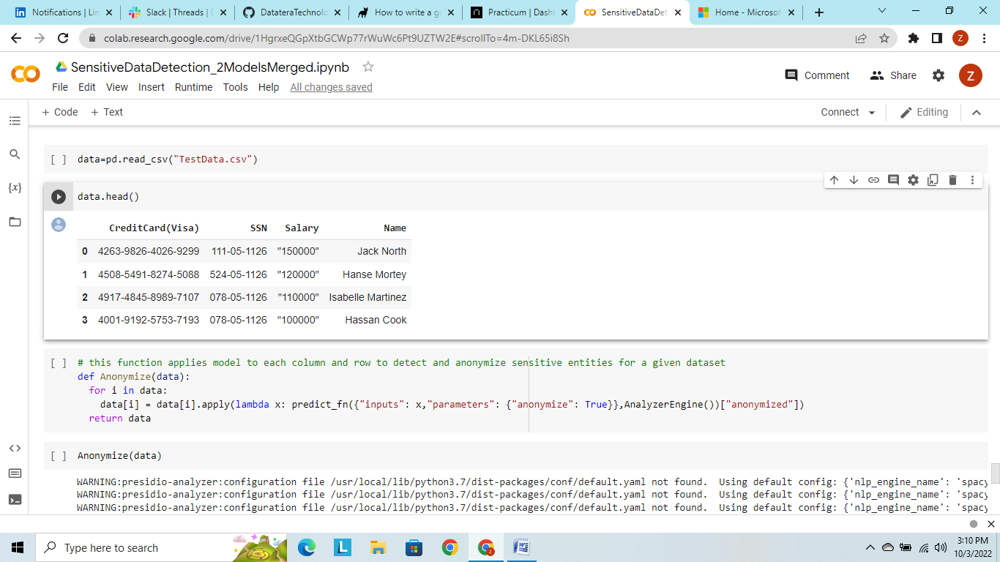 Notifications | Lin
Slack | Threads | D
DatateraTechnolo
How to write a g
Practicum | Dashl
SensitiveDataDet
Home - Microsof
colab.research.google.com/drive/1HgrxeQGpXtbGCWp77rWuWc6Pt9UZTW2E#scrollTo=4m-DKL65i8Sh
Z
SensitiveDataDetection_2ModelsMerged.ipynb
Comment Share Z
File Edit View Insert Runtime Tools Help All changes saved
+ Code + Text Connect Editing
[ ] data=pd.read_csv("TestData.csv")
data.head()
CreditCard(Visa) SSN Salary Name
0 4263-9826-4026-9299 111-05-1126 "150000" Jack North
1 4508-5491-8274-5088 524-05-1126 "120000" Hanse Mortey
2 4917-4845-8989-7107 078-05-1126 "110000" Isabelle Martinez
3 4001-9192-5753-7193 078-05-1126 "100000" Hassan Cook
[ ] # this function applies model to each column and row to detect and anonymize sensitive entities for a given dataset
def Anonymize(data):
for i in data:
data[i] = data[i].apply(lambda x: predict_fn({"inputs": x,"parameters": {"anonymize": True}},AnalyzerEngine())["anonymized"])
return data
[ ] Anonymize(data)
WARNING:presidio-analyzer:configuration file /usr/local/lib/python3.7/dist-packages/conf/default.yaml not found. Using default config: {'nlp_engine_name': 'spacy
WARNING:presidio-analyzer:configuration file /usr/local/lib/python3.7/dist-packages/conf/default.yaml not found. Using default config: {'nlp_engine_name': 'spacy
WARNING:presidio-analyzer:configuration file /usr/local/lib/python3.7/dist-packages/conf/default.yaml not found. Using default config: {'nlp_engine_name': 'spacy
Type here to search
3:10 PM
10/3/2022